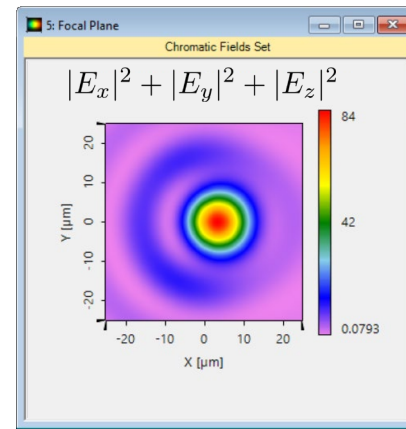 5: Focal Plane
Chromatic Fields Set
|E_x|^2 + |E_y|^2 + |E_z|^2
84
42
0.0793
Y [µm]
20
10
0
-10
-20
-20 -10 0 10 20
X [µm]